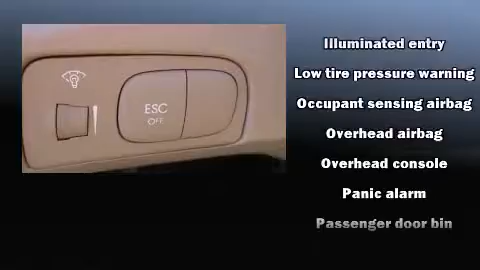 ESC
OFF
Illuminated entry
Low tire pressure warning
Occupant sensing airbag
Overhead airbag
Overhead console
Panic alarm
Passenger door bin